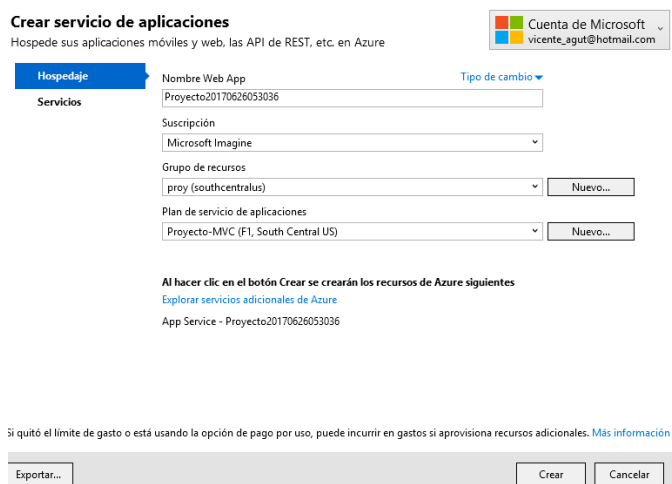 Crear servicio de aplicaciones
Hospede sus aplicaciones móviles y web, las API de REST, etc. en Azure
Cuenta de Microsoft
vicente_agut@hotmail.com
Hospedaje
Servicios
Nombre Web App
Tipo de cambio
Proyecto20170626053036
Suscripción
Microsoft Imagine
Grupo de recursos
proy (southcentralus)
Nuevo...
Plan de servicio de aplicaciones
Proyecto-MVC (F1, South Central US)
Nuevo...
Al hacer clic en el botón Crear se crearán los recursos de Azure siguientes
Explorar servicios adicionales de Azure
App Service - Proyecto20170626053036
Si quitó el límite de gasto o está usando la opción de pago por uso, puede incurrir en gastos si aprovisiona recursos adicionales. Más información
Exportar...
Crear
Cancelar